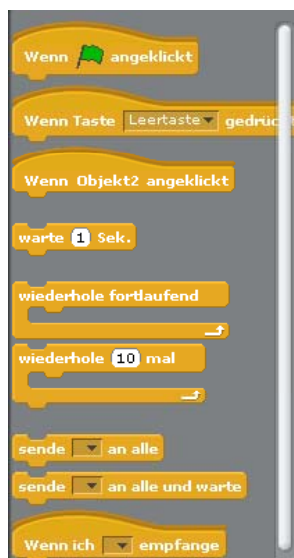 Wenn angeklickt
Wenn Taste Leertaste gedrück
Wenn Objekt2 angeklickt
warte 1 Sek.
wiederhole fortlaufend
wiederhole 10 mal
sende an alle
sende an alle und warte
Wenn ich empfange